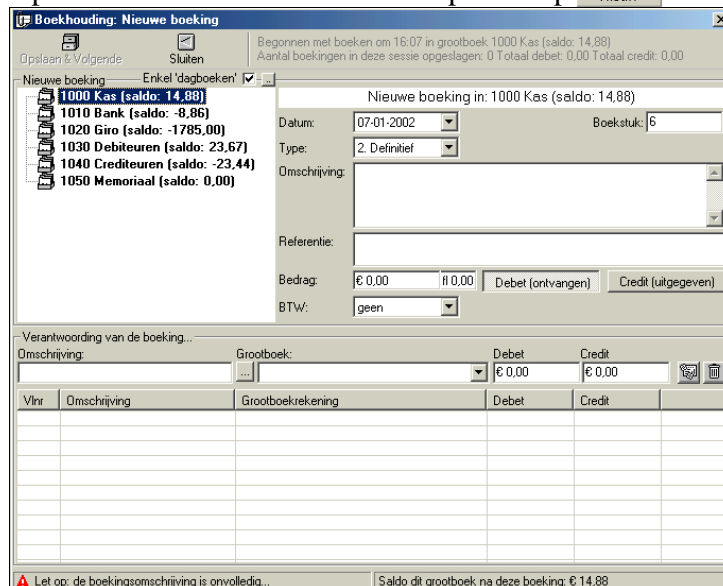 Boekhouding: Nieuwe boeking
Opslaan & Volgende Sluiten
Begonnen met boeken om 16:07 in grootboek 1000 Kas (saldo: 14,88)
Aantal boekingen in deze sessie opgeslagen: 0 Totaal debet: 0,00 Totaal credit: 0,00
Nieuwe boeking Enkel 'dagboeken' ...
1000 Kas (saldo: 14,88)
1010 Bank (saldo: -8,86)
1020 Giro (saldo: -1785,00)
1030 Debiteuren (saldo: 23,67)
1040 Crediteuren (saldo: -23,44)
1050 Memoriaal (saldo: 0,00)
Nieuwe boeking in: 1000 Kas (saldo: 14,88)
Datum: 07-01-2002 Boekstuk: 6
Type: 2. Definitief
Omschrijving:
Referentie:
Bedrag: € 0,00 fl 0,00 Debet (ontvangen) Credit (uitgegeven)
BTW: geen
Verantwoording van de boeking...
Omschrijving: Grootboek: Debet Credit
... € 0,00 € 0,00
Vlnr Omschrijving Grootboekrekening Debet Credit
Let op: de boekingsomschrijving is onvolledig... Saldo dit grootboek na deze boeking: € 14,88